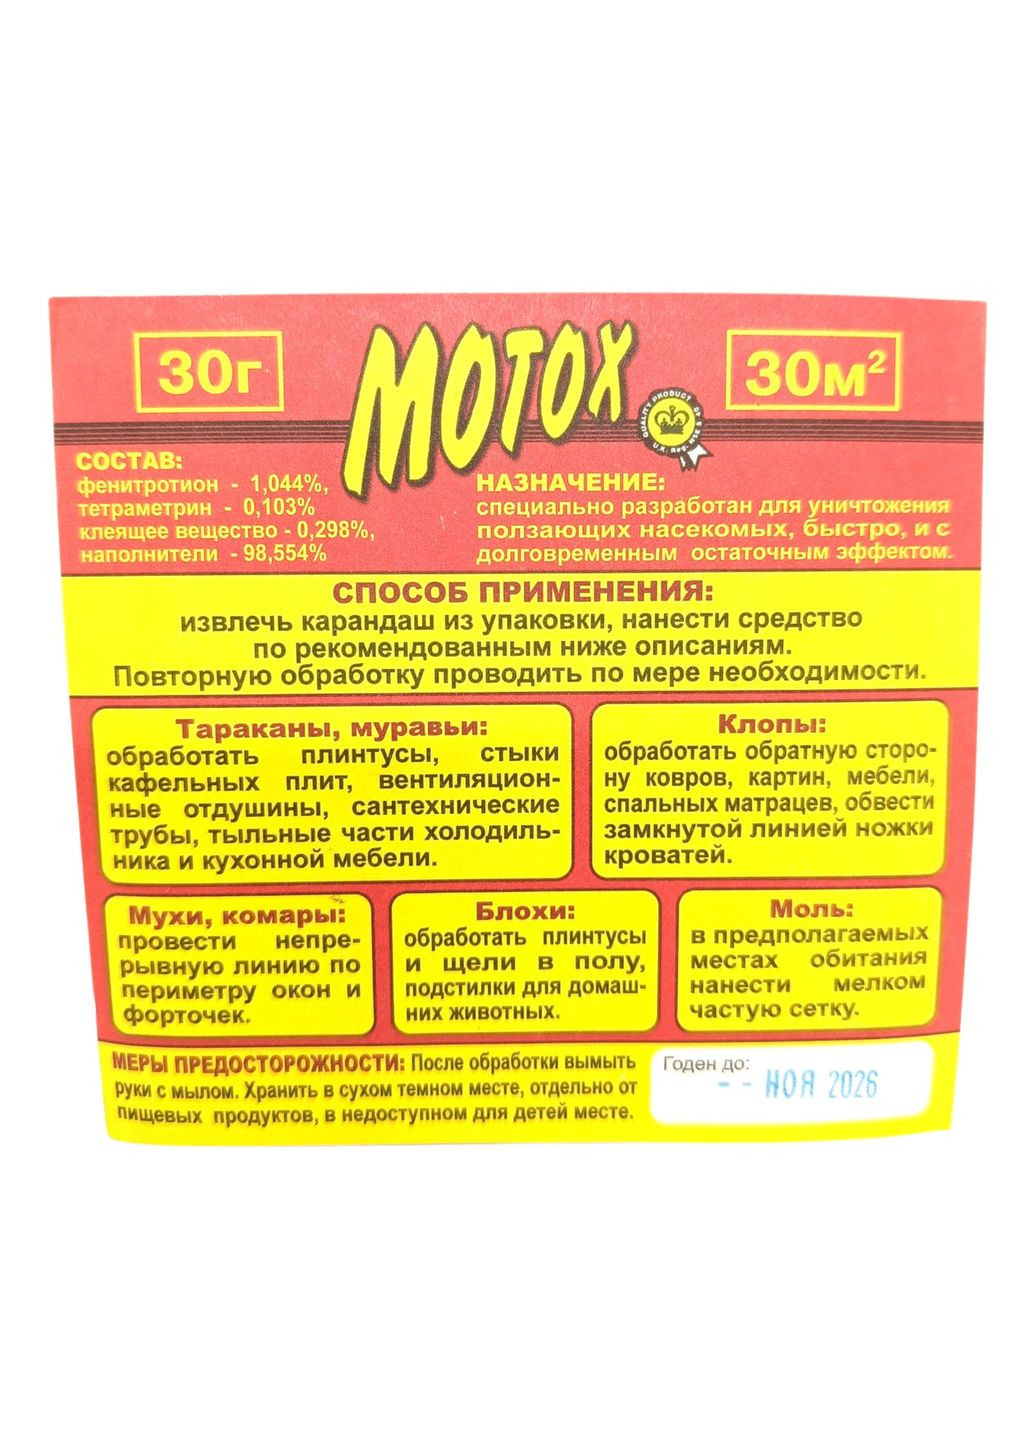 30г
МОТОХ
30м²
QUALITY PRODUCT
СОСТАВ:
фенитротион - 1,044%,
тетраметрин - 0,103%
клеящее вещество - 0,298%,
наполнители - 98,554%
НАЗНАЧЕНИЕ:
специально разработан для уничтожения
ползающих насекомых, быстро, и с
долговременным остаточным эффектом.
СПОСОБ ПРИМЕНЕНИЯ:
извлечь карандаш из упаковки, нанести средство
по рекомендованным ниже описаниям.
Повторную обработку проводить по мере необходимости.
Тараканы, муравьи:
обработать плинтусы, стыки
кафельных плит, вентиляцион-
ные отдушины, сантехнические
трубы, тыльные части холодиль-
ника и кухонной мебели.
Клопы:
обработать обратную сторо-
ну ковров, картин, мебели,
спальных матрацев, обвести
замкнутой линией ножки
кроватей.
Мухи, комары:
провести непре-
рывную линию по
периметру окон и
форточек.
Блохи:
обработать плинтусы
и щели в полу,
подстилки для домаш-
них животных.
Моль:
в предполагаемых
местах обитания
нанести мелком
частую сетку.
МЕРЫ ПРЕДОСТОРОЖНОСТИ: После обработки вымыть
руки с мылом. Хранить в сухом темном месте, отдельно от
пищевых продуктов, в недоступном для детей месте.
Годен до:
-- НОЯ 2026